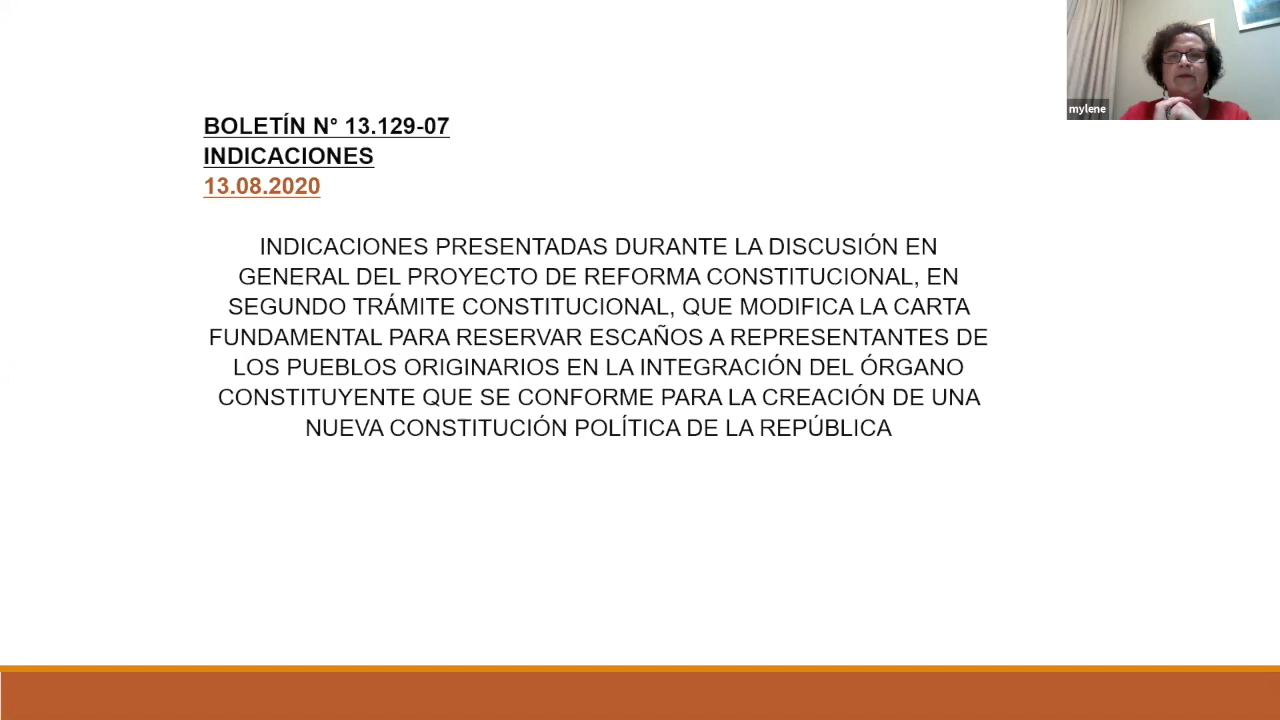 mylene
BOLETÍN N° 13.129-07
INDICACIONES
13.08.2020
INDICACIONES PRESENTADAS DURANTE LA DISCUSIÓN EN
GENERAL DEL PROYECTO DE REFORMA CONSTITUCIONAL, EN
SEGUNDO TRÁMITE CONSTITUCIONAL, QUE MODIFICA LA CARTA
FUNDAMENTAL PARA RESERVAR ESCAÑOS A REPRESENTANTES DE
LOS PUEBLOS ORIGINARIOS EN LA INTEGRACIÓN DEL ÓRGANO
CONSTITUYENTE QUE SE CONFORME PARA LA CREACIÓN DE UNA
NUEVA CONSTITUCIÓN POLÍTICA DE LA REPÚBLICA